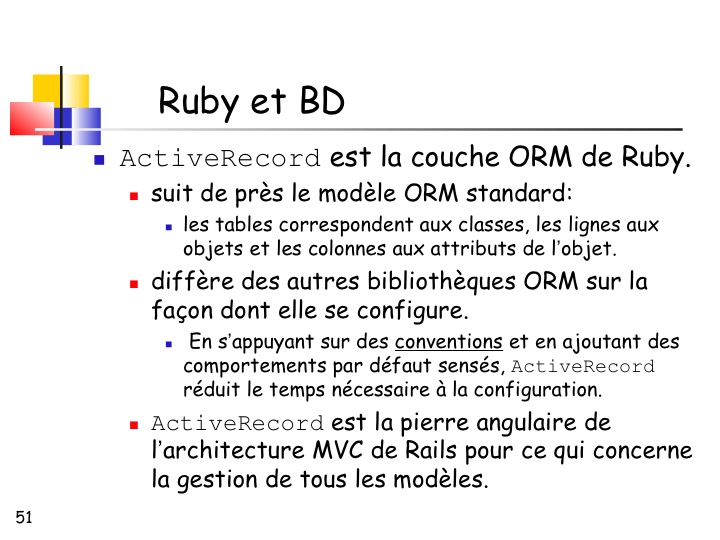 Ruby et BD
ActiveRecord est la couche ORM de Ruby.
suit de près le modèle ORM standard:
les tables correspondent aux classes, les lignes aux
objets et les colonnes aux attributs de l’objet.
diffère des autres bibliothèques ORM sur la
façon dont elle se configure.
En s’appuyant sur des conventions et en ajoutant des
comportements par défaut sensés, ActiveRecord
réduit le temps nécessaire à la configuration.
ActiveRecord est la pierre angulaire de
l’architecture MVC de Rails pour ce qui concerne
la gestion de tous les modèles.
51